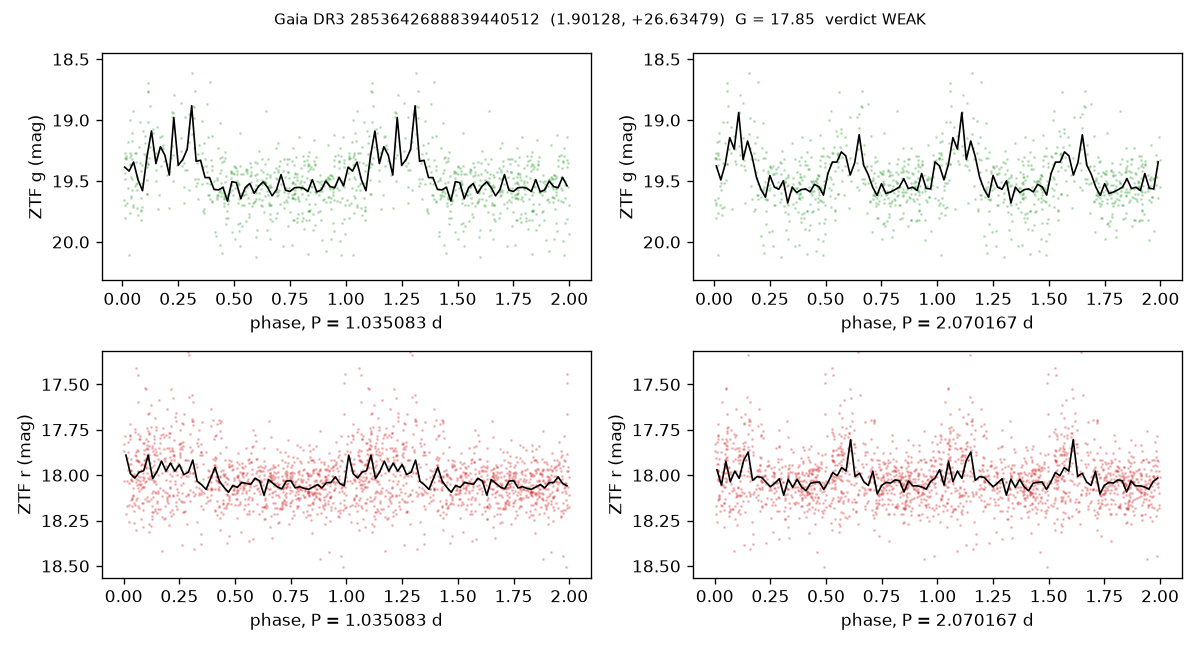 Gaia DR3 2853642688839440512 (1.90128, +26.63479) G = 17.85 verdict WEAK
18.5
19.0
19.5
20.0
ZTF g (mag)
0.00 0.25 0.50 0.75 1.00 1.25 1.50 1.75 2.00
phase, P = 1.035083 d
18.5
19.0
19.5
20.0
ZTF g (mag)
0.00 0.25 0.50 0.75 1.00 1.25 1.50 1.75 2.00
phase, P = 2.070167 d
17.50
17.75
18.00
18.25
18.50
ZTF r (mag)
0.00 0.25 0.50 0.75 1.00 1.25 1.50 1.75 2.00
phase, P = 1.035083 d
17.50
17.75
18.00
18.25
18.50
ZTF r (mag)
0.00 0.25 0.50 0.75 1.00 1.25 1.50 1.75 2.00
phase, P = 2.070167 d